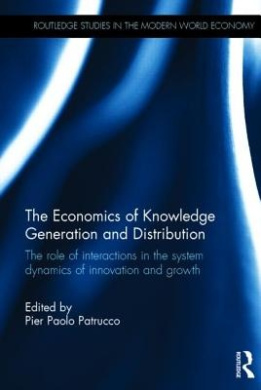 ROUTLEDGE STUDIES IN THE MODERN WORLD ECONOMY
The Economics of Knowledge
Generation and Distribution
The role of interactions in the system
dynamics of innovation and growth
Edited by
Pier Paolo Patrucco
ROUTLEDGE